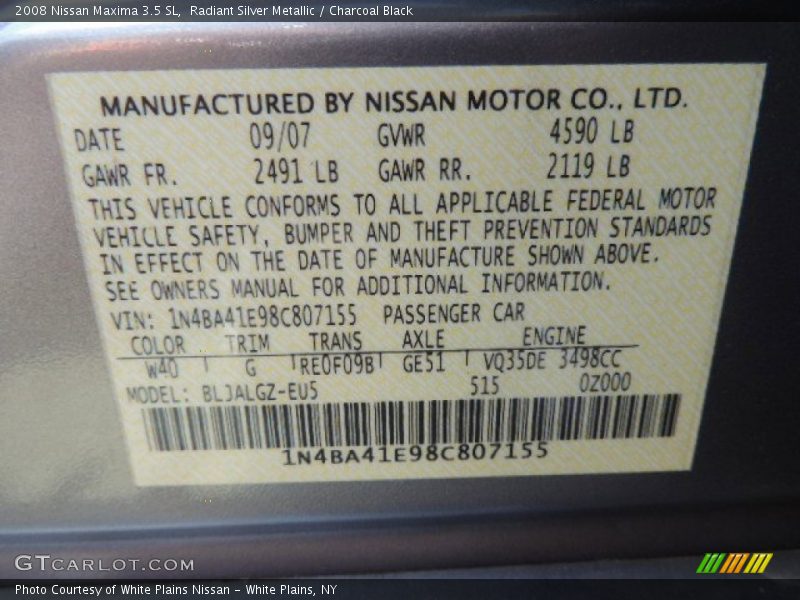 2008 Nissan Maxima 3.5 SL,  Radiant Silver Metallic / Charcoal Black
MANUFACTURED BY NISSAN MOTOR CO., LTD.
DATE 09/07 GVWR 4590 LB
GAWR FR. 2491 LB GAWR RR. 2119 LB
THIS VEHICLE CONFORMS TO ALL APPLICABLE FEDERAL MOTOR
VEHICLE SAFETY, BUMPER AND THEFT PREVENTION STANDARDS
IN EFFECT ON THE DATE OF MANUFACTURE SHOWN ABOVE.
SEE OWNERS MANUAL FOR ADDITIONAL INFORMATION.
VIN: 1N4BA41E98C807155 PASSENGER CAR
COLOR TRIM TRANS AXLE ENGINE
W40 G RE0F09B GE51 VQ35DE 3498CC
MODEL: BLJALGZ-EU5 515 0Z000
1N4BA41E98C807155
GTCARLOT.COM
Photo Courtesy of White Plains Nissan - White Plains, NY